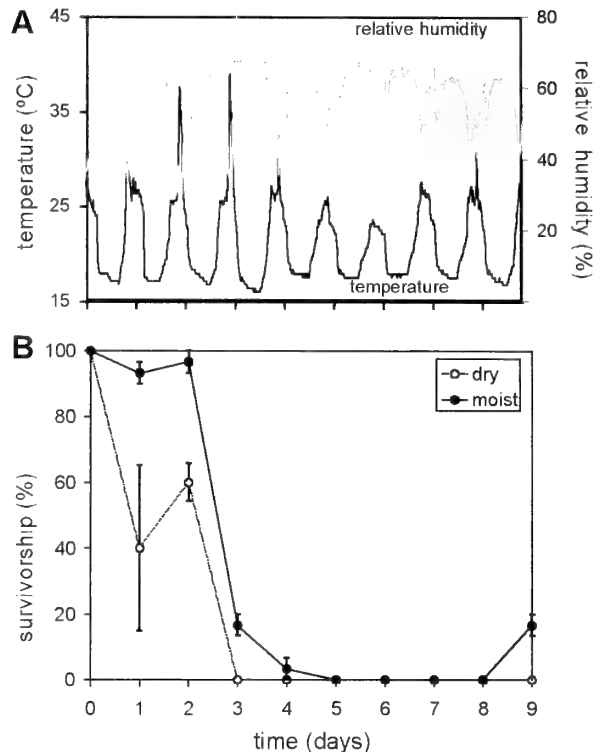 A
45
35
25
15
temperature (ºC)
relative humidity
temperature
80
60
40
20
relative humidity (%)
B
100
80
60
40
20
0
survivorship (%)
dry
moist
0 1 2 3 4 5 6 7 8 9
time (days)